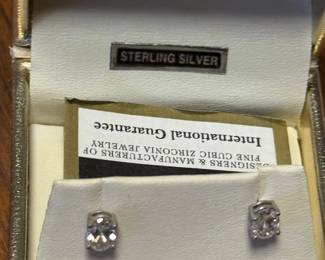 STERLING SILVER
International Guarantee
DESIGNERS & MANUFACTURERS OF
FINE CUBIC ZIRCONIA JEWELRY